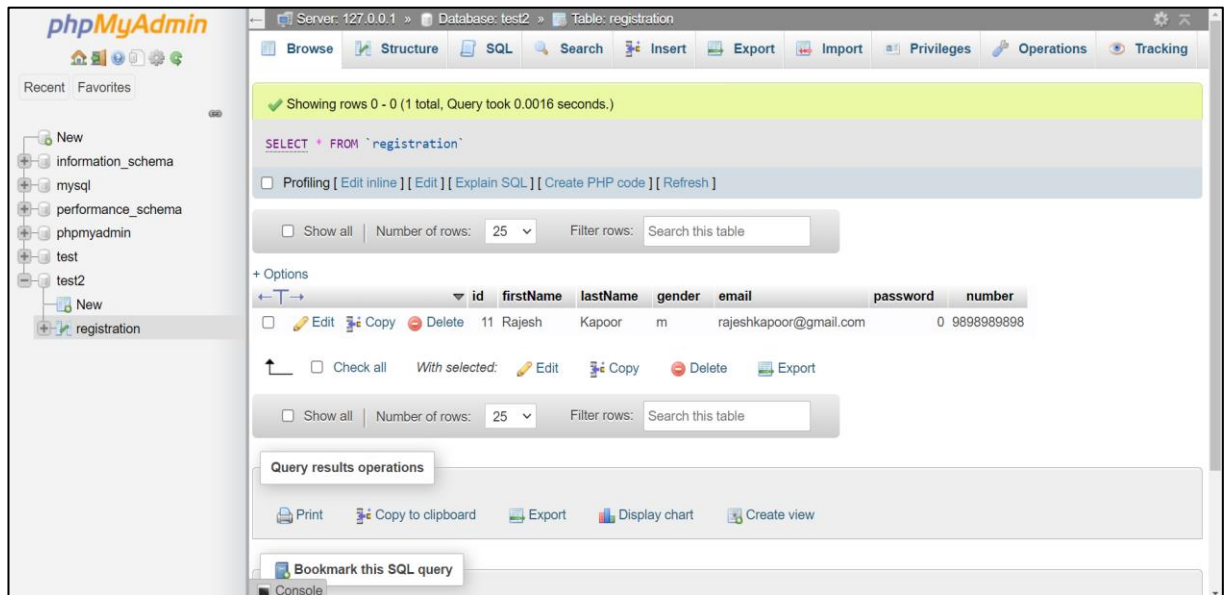 phpMyAdmin
Recent Favorites
New
information_schema
mysql
performance_schema
phpmyadmin
test
test2
New
registration
Server: 127.0.0.1 » Database: test2 » Table: registration
Browse Structure SQL Search Insert Export Import Privileges Operations Tracking
Showing rows 0 - 0 (1 total, Query took 0.0016 seconds.)
SELECT * FROM `registration`
Profiling [ Edit inline ] [ Edit ] [ Explain SQL ] [ Create PHP code ] [ Refresh ]
Show all | Number of rows: 25 Filter rows: Search this table
+ Options
←T→ id firstName lastName gender email password number
Edit Copy Delete 11 Rajesh Kapoor m rajeshkapoor@gmail.com 0 9898989898
Check all With selected: Edit Copy Delete Export
Show all | Number of rows: 25 Filter rows: Search this table
Query results operations
Print Copy to clipboard Export Display chart Create view
Bookmark this SQL query
Console